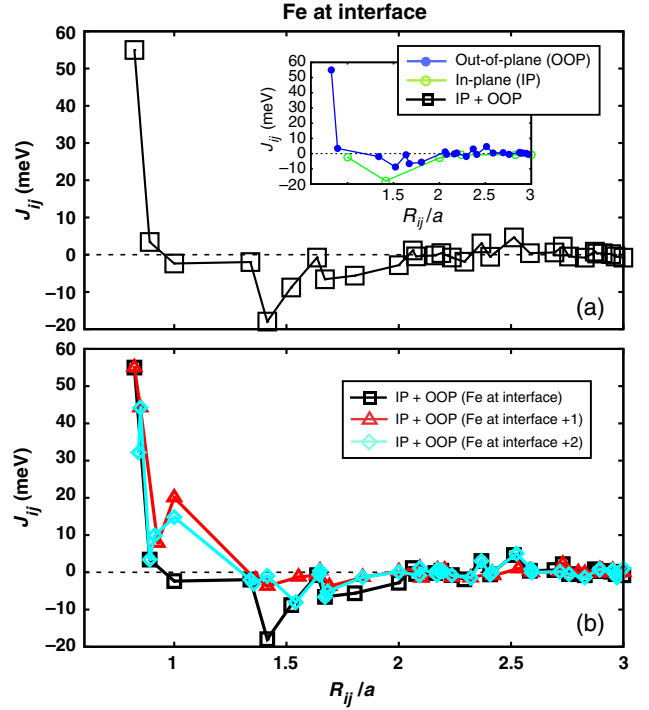 Fe at interface
60
50
40
30
20
10
0
−10
−20
J_ij (meV)
60
50
40
30
20
10
0
−10
−20
J_ij (meV)
1
1.5
2
2.5
3
R_ij/a
Out-of-plane (OOP)
In-plane (IP)
IP + OOP
(a)
60
50
40
30
20
10
0
−10
−20
J_ij (meV)
IP + OOP (Fe at interface)
IP + OOP (Fe at interface +1)
IP + OOP (Fe at interface +2)
(b)
1
1.5
2
2.5
3
R_ij/a